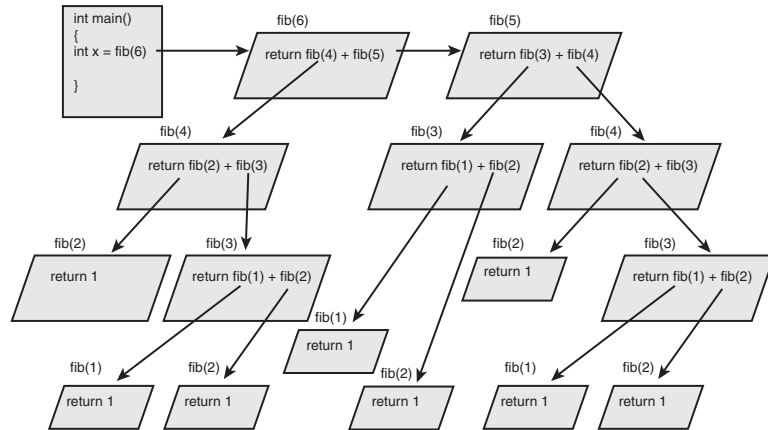 int main()
{
int x = fib(6)
}
fib(6)
return fib(4) + fib(5)
fib(5)
return fib(3) + fib(4)
fib(4)
return fib(2) + fib(3)
fib(3)
return fib(1) + fib(2)
fib(4)
return fib(2) + fib(3)
fib(2)
return 1
fib(3)
return fib(1) + fib(2)
fib(2)
return 1
fib(3)
return fib(1) + fib(2)
fib(1)
return 1
fib(1)
return 1
fib(2)
return 1
fib(2)
return 1
fib(1)
return 1
fib(2)
return 1